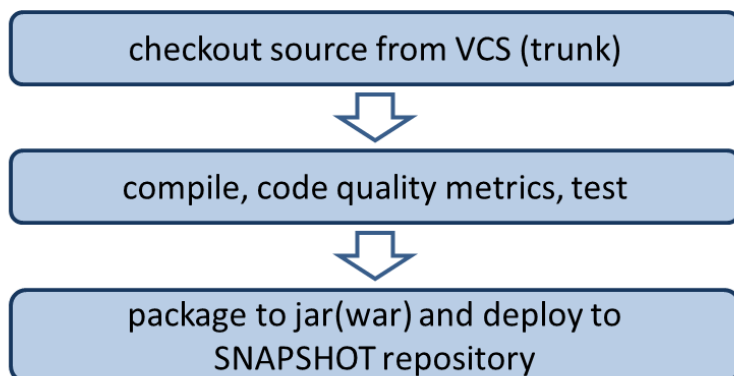 checkout source from VCS (trunk)
compile, code quality metrics, test
package to jar(war) and deploy to
SNAPSHOT repository